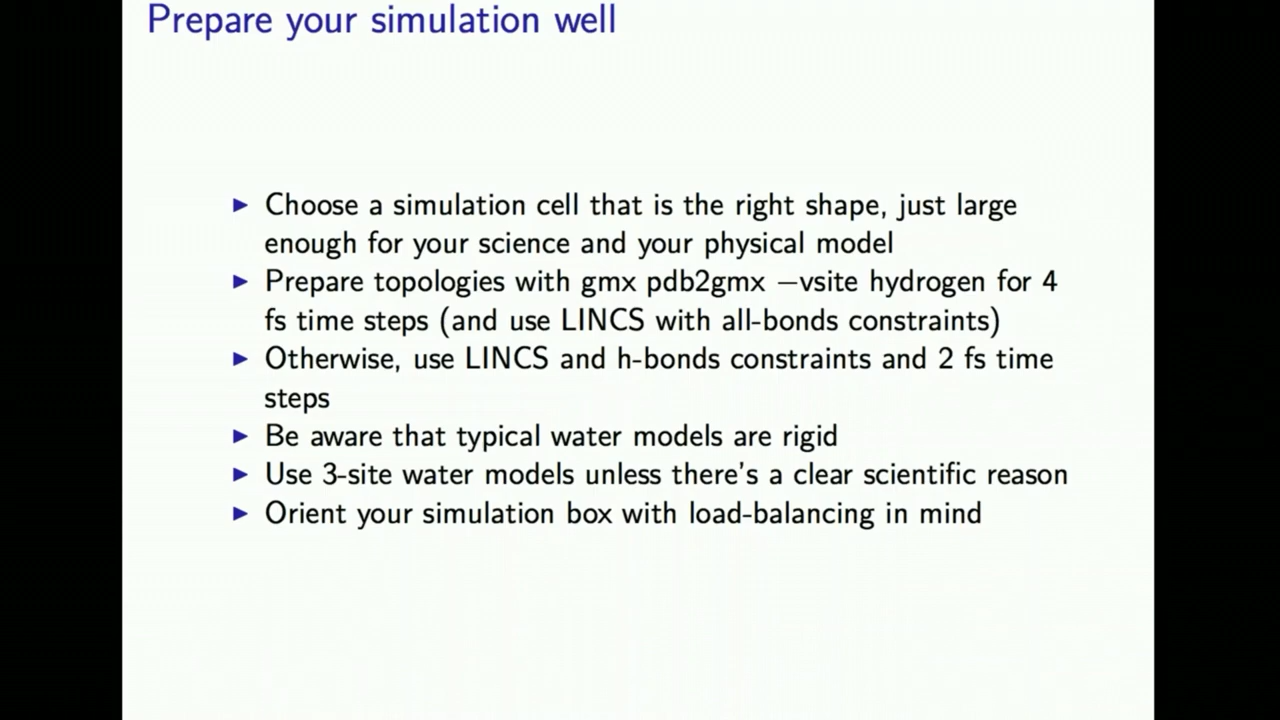 Prepare your simulation well
▶ Choose a simulation cell that is the right shape, just large
enough for your science and your physical model
▶ Prepare topologies with gmx pdb2gmx −vsite hydrogen for 4
fs time steps (and use LINCS with all-bonds constraints)
▶ Otherwise, use LINCS and h-bonds constraints and 2 fs time
steps
▶ Be aware that typical water models are rigid
▶ Use 3-site water models unless there's a clear scientific reason
▶ Orient your simulation box with load-balancing in mind